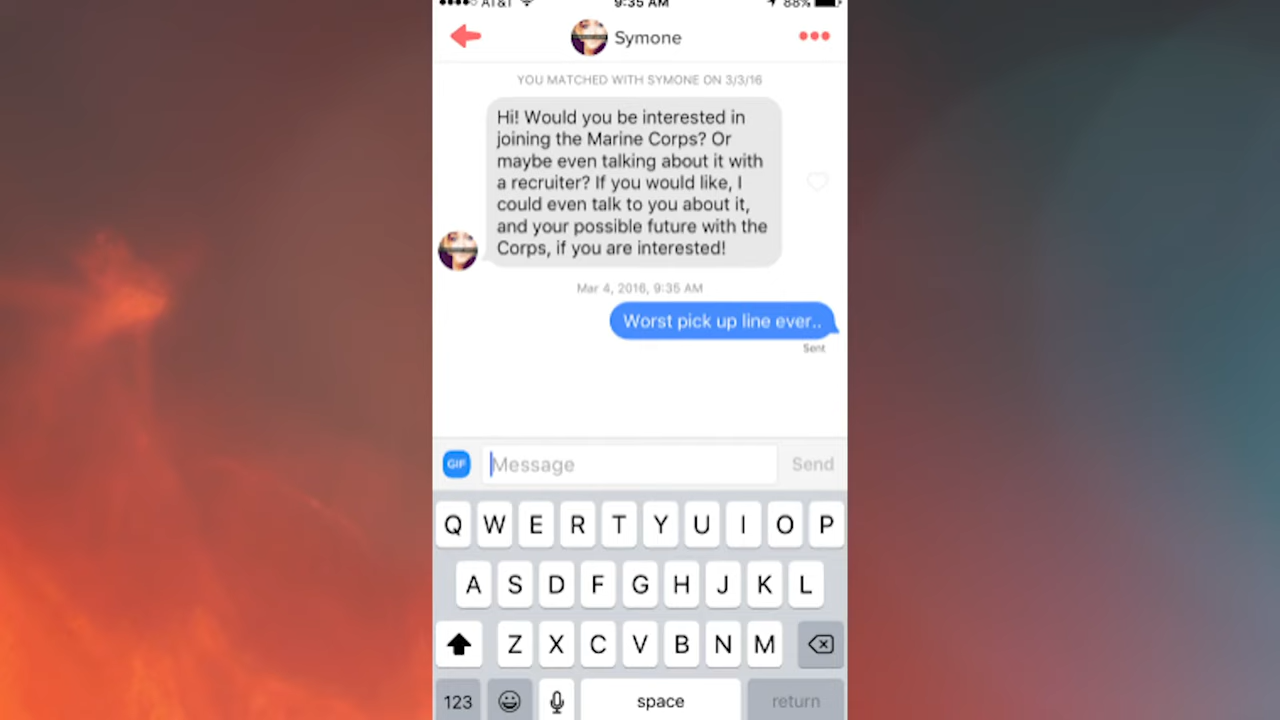 AT&T 9:35 AM 88%
Symone
YOU MATCHED WITH SYMONE ON 3/3/16
Hi! Would you be interested in
joining the Marine Corps? Or
maybe even talking about it with
a recruiter? If you would like, I
could even talk to you about it,
and your possible future with the
Corps, if you are interested!
Mar 4, 2016, 9:35 AM
Worst pick up line ever..
Sent
GIF Message Send
Q W E R T Y U I O P
A S D F G H J K L
Z X C V B N M
123 space return